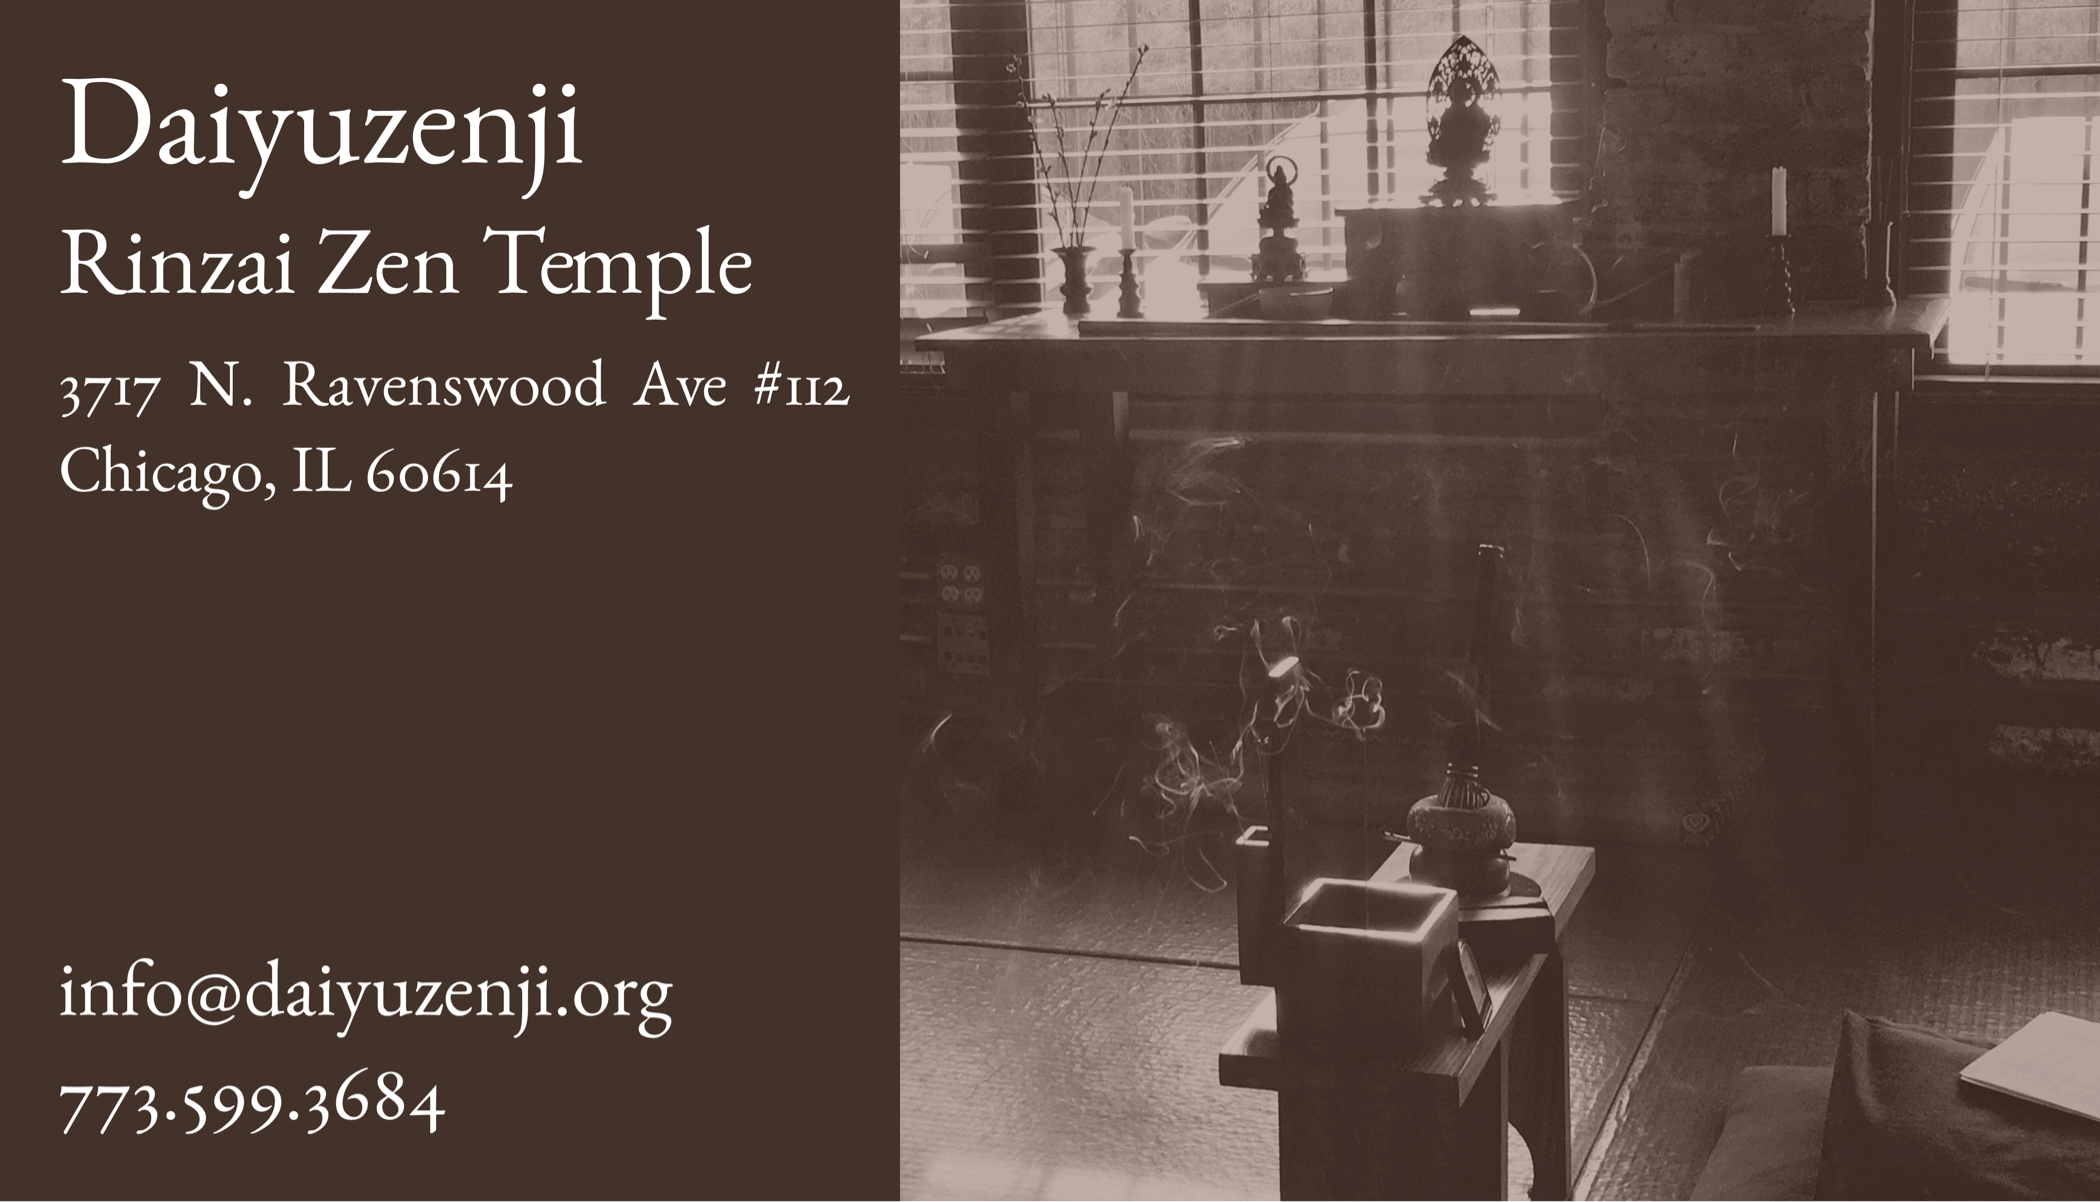 Daiyuzenji
Rinzai Zen Temple
3717 N. Ravenswood Ave #112
Chicago, IL 60614
info@daiyuzenji.org
773.599.3684